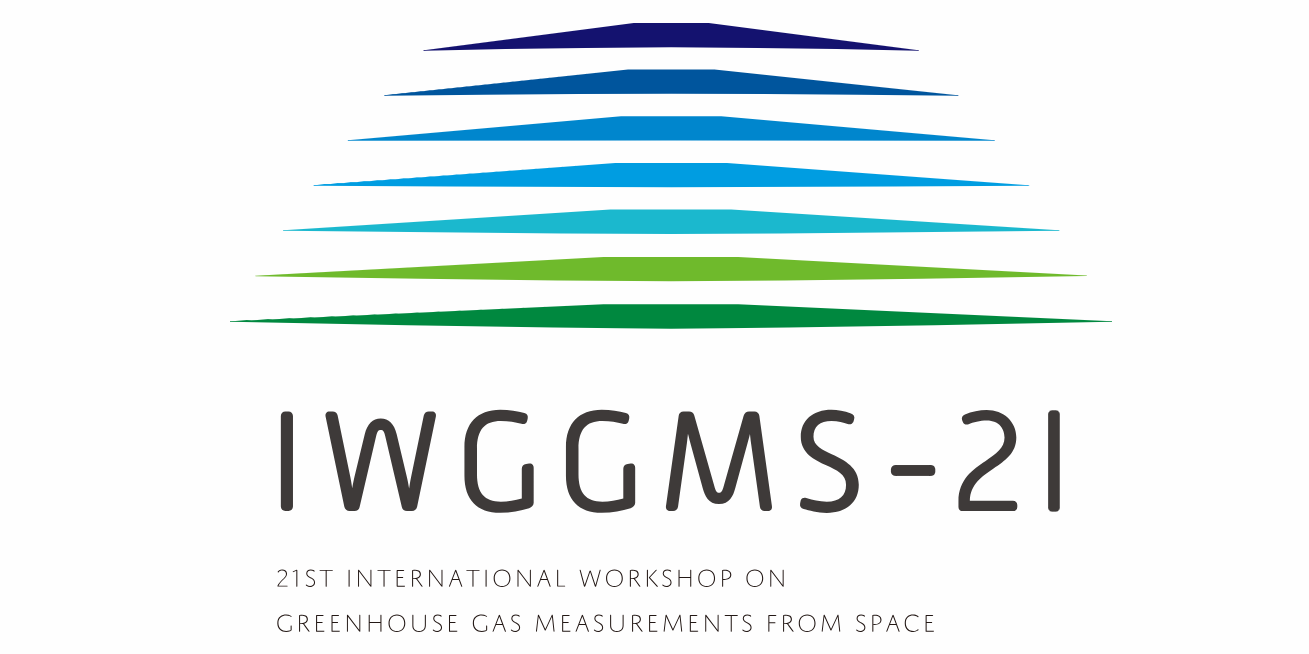 IWGGMS-21
21ST INTERNATIONAL WORKSHOP ON
GREENHOUSE GAS MEASUREMENTS FROM SPACE